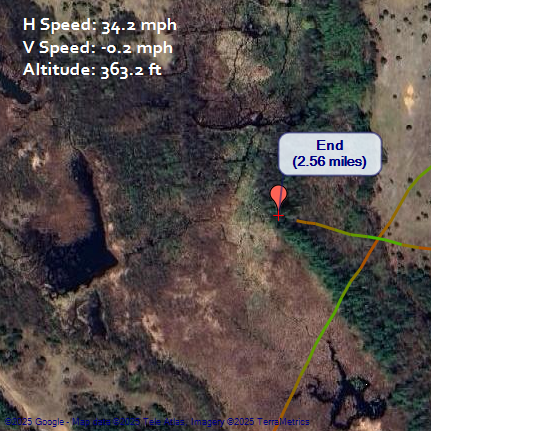 H Speed: 34.2 mph
V Speed: -0.2 mph
Altitude: 363.2 ft
End
(2.56 miles)
©2025 Google - Map data ©2025 Tele Atlas, Imagery ©2025 TerraMetrics